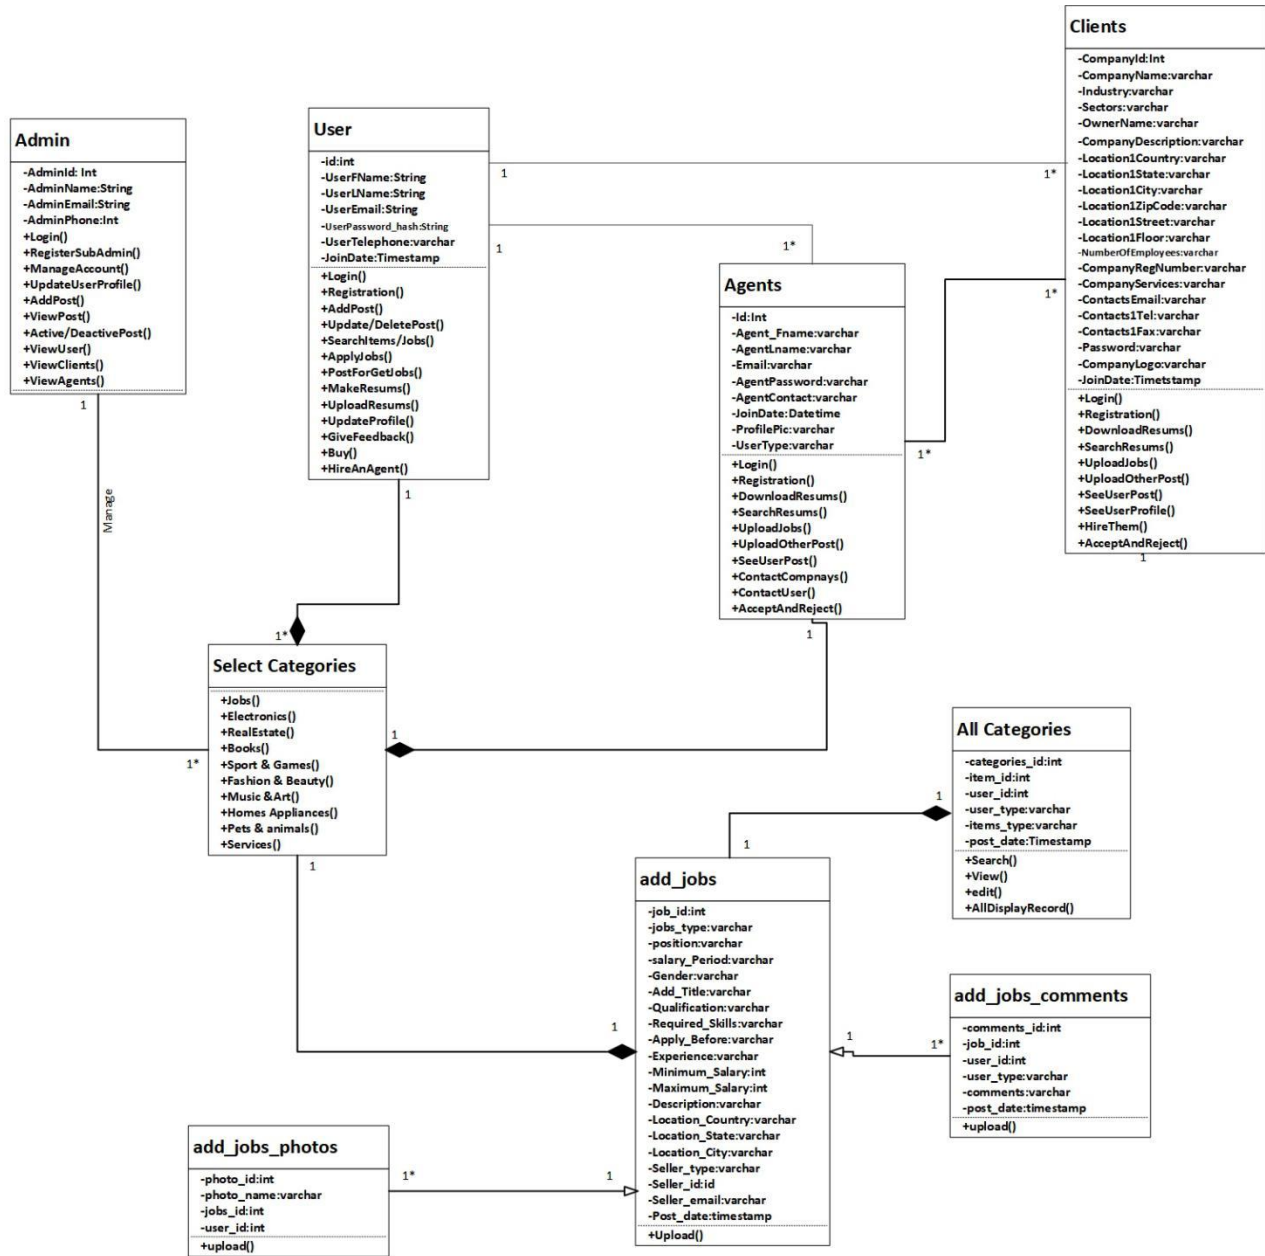 Clients
-CompanyId:Int
-CompanyName:varchar
-Industry:varchar
-Sectors:varchar
-OwnerName:varchar
-CompanyDescription:varchar
-Location1Country:varchar
-Location1State:varchar
-Location1City:varchar
-Location1ZipCode:varchar
-Location1Street:varchar
-Location1Floor:varchar
-NumberOfEmployees:varchar
-CompanyRegNumber:varchar
-CompanyServices:varchar
-ContactsEmail:varchar
-Contacts1Tel:varchar
-Contacts1Fax:varchar
-Password:varchar
-CompanyLogo:varchar
-JoinDate:Timetstamp
+Login()
+Registration()
+DownloadResums()
+SearchResums()
+UploadJobs()
+UploadOtherPost()
+SeeUserPost()
+SeeUserProfile()
+HireThem()
+AcceptAndReject()
1
User
-id:int
-UserFName:String
-UserLName:String
-UserEmail:String
-UserPassword_hash:String
-UserTelephone:varchar
-JoinDate:Timestamp
+Login()
+Registration()
+AddPost()
+Update/DeletePost()
+SearchItems/Jobs()
+ApplyJobs()
+PostForGetJobs()
+MakeResums()
+UploadResums()
+UpdateProfile()
+GiveFeedback()
+Buy()
+HireAnAgent()
1
1*
1
1*
1
Admin
-AdminId: Int
-AdminName:String
-AdminEmail:String
-AdminPhone:Int
+Login()
+RegisterSubAdmin()
+ManageAccount()
+UpdateUserProfile()
+AddPost()
+ViewPost()
+Active/DeactivePost()
+ViewUser()
+ViewClients()
+ViewAgents()
1
Manage
1*
Agents
-Id:Int
-Agent_Fname:varchar
-AgentLname:varchar
-Email:varchar
-AgentPassword:varchar
-AgentContact:varchar
-JoinDate:Datetime
-ProfilePic:varchar
-UserType:varchar
+Login()
+Registration()
+DownloadResums()
+SearchResums()
+UploadJobs()
+UploadOtherPost()
+SeeUserPost()
+ContactCompnays()
+ContactUser()
+AcceptAndReject()
1*
1*
1
1*
Select Categories
+Jobs()
+Electronics()
+RealEstate()
+Books()
+Sport & Games()
+Fashion & Beauty()
+Music &Art()
+Homes Appliances()
+Pets & animals()
+Services()
1
1
All Categories
-categories_id:int
-item_id:int
-user_id:int
-user_type:varchar
-items_type:varchar
-post_date:Timestamp
+Search()
+View()
+edit()
+AllDisplayRecord()
1
1
add_jobs
-job_id:int
-jobs_type:varchar
-position:varchar
-salary_Period:varchar
-Gender:varchar
-Add_Title:varchar
-Qualification:varchar
-Required_Skills:varchar
-Apply_Before:varchar
-Experience:varchar
-Minimum_Salary:int
-Maximum_Salary:int
-Description:varchar
-Location_Country:varchar
-Location_State:varchar
-Location_City:varchar
-Seller_type:varchar
-Seller_id:id
-Seller_email:varchar
-Post_date:timestamp
+Upload()
1
1
1*
add_jobs_comments
-comments_id:int
-job_id:int
-user_id:int
-user_type:varchar
-comments:varchar
-post_date:timestamp
+upload()
add_jobs_photos
-photo_id:int
-photo_name:varchar
-jobs_id:int
-user_id:int
+upload()
1*
1